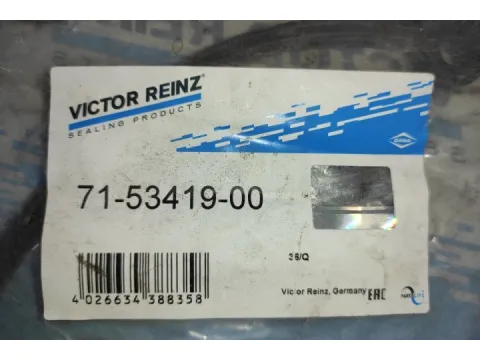 VICTOR REINZ®
SEALING PRODUCTS
71-53419-00
36/Q
4 026634 388358
Victor Reinz, Germany EAC